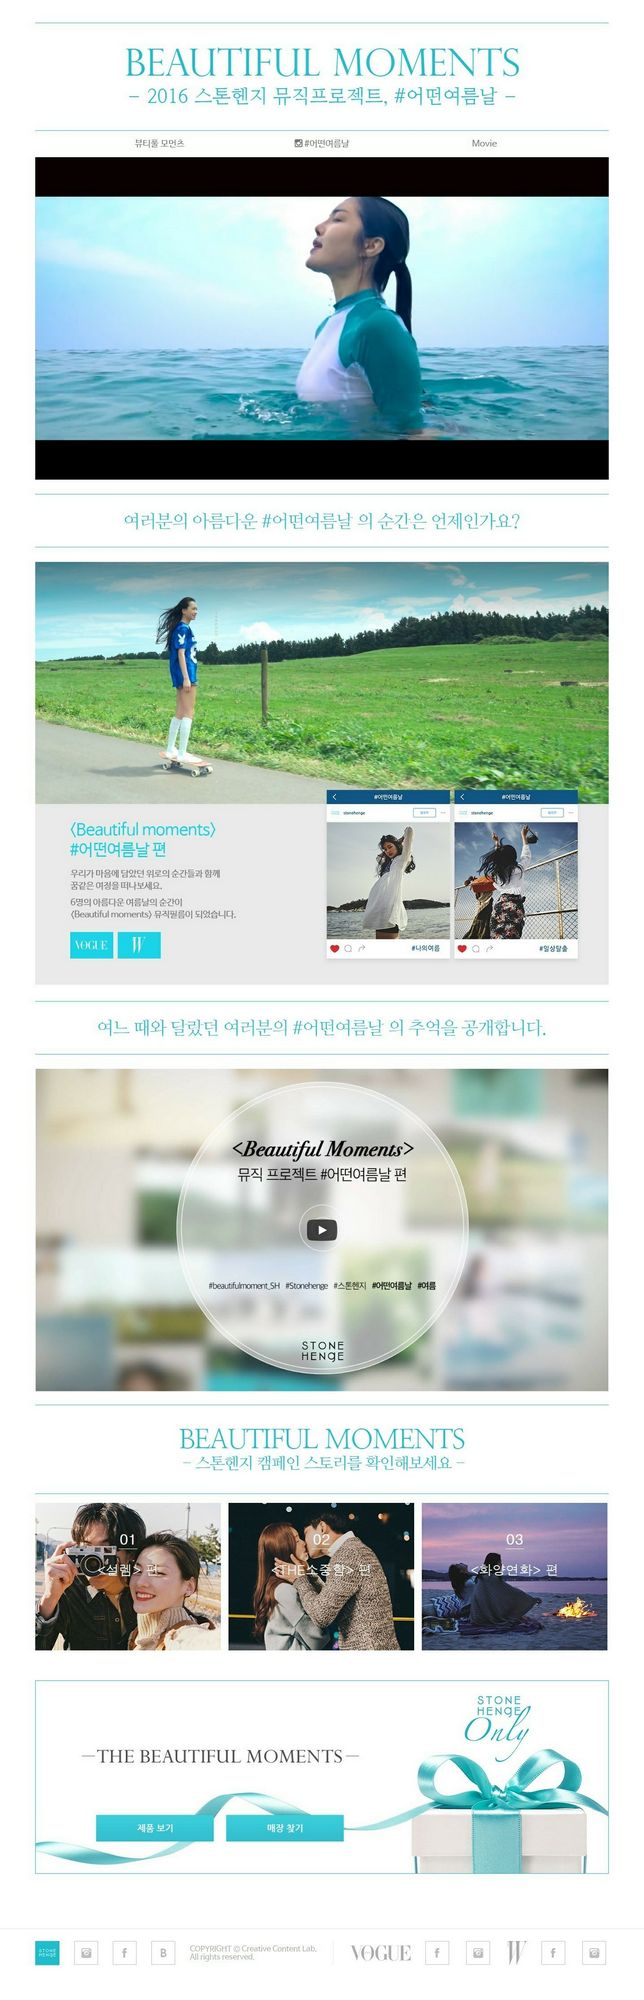 BEAUTIFUL MOMENTS
– 2016 스톤헨지 뮤직프로젝트, #어떤여름날 –
뷰티풀 모먼츠
#어떤여름날
Movie
여러분의 아름다운 #어떤여름날 의 순간은 언제인가요?
#어떤여름날
stonehenge
#나의여름
#어떤여름날
stonehenge
#일상탈출
<Beautiful moments>
#어떤여름날 편
우리가 마음에 담았던 위로의 순간들과 함께
꿈같은 여정을 떠나보세요.
6명의 아름다운 여름날의 순간이
<Beautiful moments> 뮤직필름이 되었습니다.
VOGUE
W
여느 때와 달랐던 여러분의 #어떤여름날 의 추억을 공개합니다.
<Beautiful Moments>
뮤직 프로젝트 #어떤여름날 편
#beautifulmoment_SH #Stonehenge #스톤헨지 #어떤여름날 #여름
STONE
HENGE
BEAUTIFUL MOMENTS
– 스톤헨지 캠페인 스토리를 확인해보세요 –
01
<설렘> 편
02
<THE소중함> 편
03
<화양연화> 편
STONE
HENGE
Only
—THE BEAUTIFUL MOMENTS—
제품 보기
매장 찾기
STONE
HENGE
f
B
COPYRIGHT © Creative Content Lab.
All rights reserved.
VOGUE
f
W
f